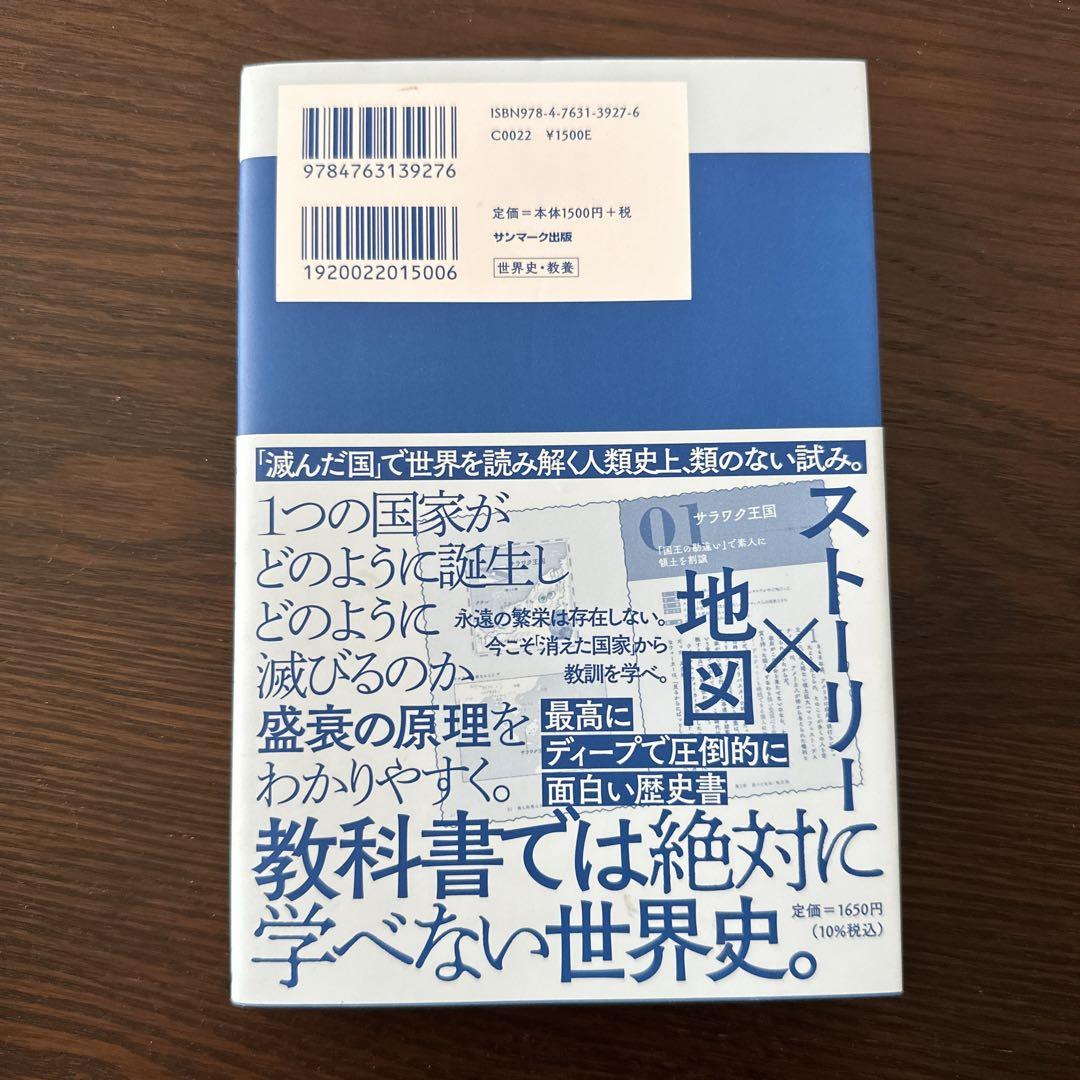 ISBN978-4-7631-3927-6
C0022 ¥1500E
9784763139276
定価＝本体1500円＋税
サンマーク出版
1920022015006
世界史・教養
「滅んだ国」で世界を読み解く人類史上、類のない試み。
1つの国家が
どのように誕生し
どのように
滅びるのか
盛衰の原理を
わかりやすく。
永遠の繁栄は存在しない。
今こそ「消えた国家」から
教訓を学べ。
ストーリー
×
地図
01
サラワク王国
「国王の勘違い」で素人に
領土を割譲
サラワク王国
最高に
ディープで圧倒的に
面白い歴史書
教科書では絶対に
学べない世界史。
定価＝1650円
（10%税込）